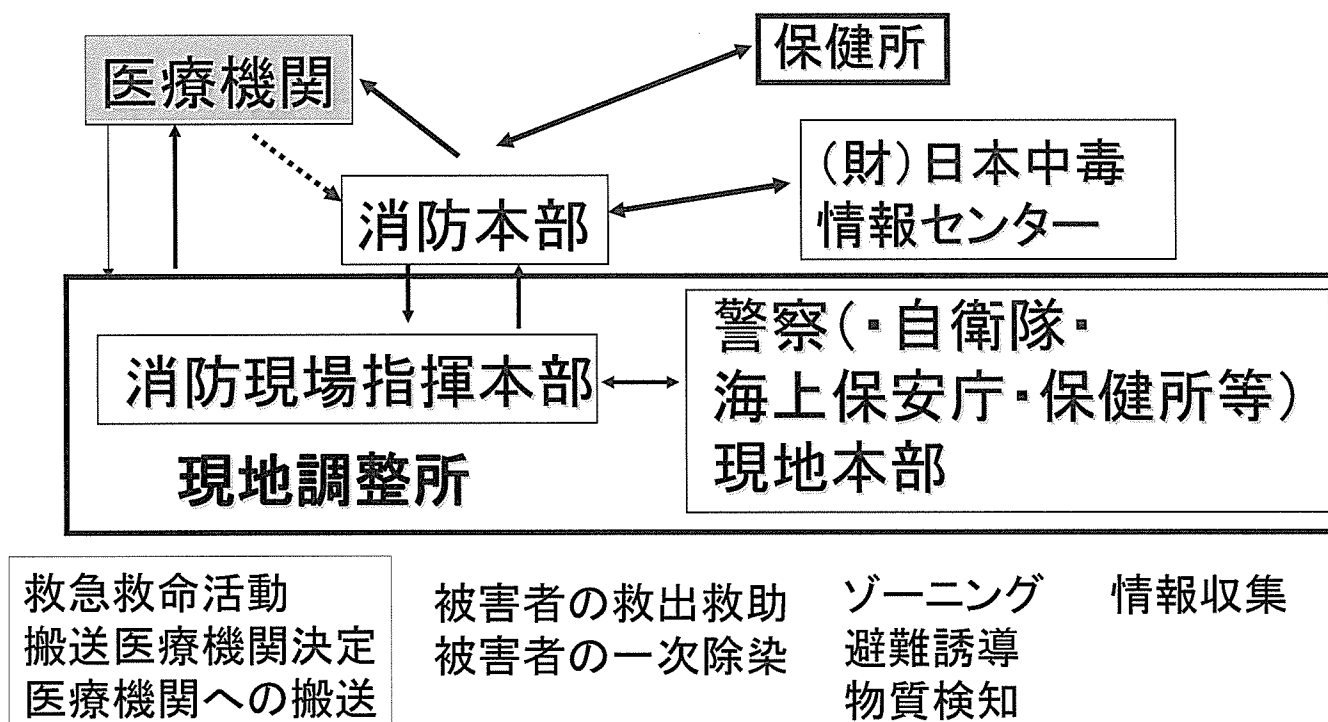 医療機関
保健所
（財）日本中毒
情報センター
消防本部
消防現場指揮本部
現地調整所
警察（・自衛隊・
海上保安庁・保健所等）
現地本部
救急救命活動
搬送医療機関決定
医療機関への搬送
被害者の救出救助
被害者の一次除染
ゾーニング
避難誘導
物質検知
情報収集